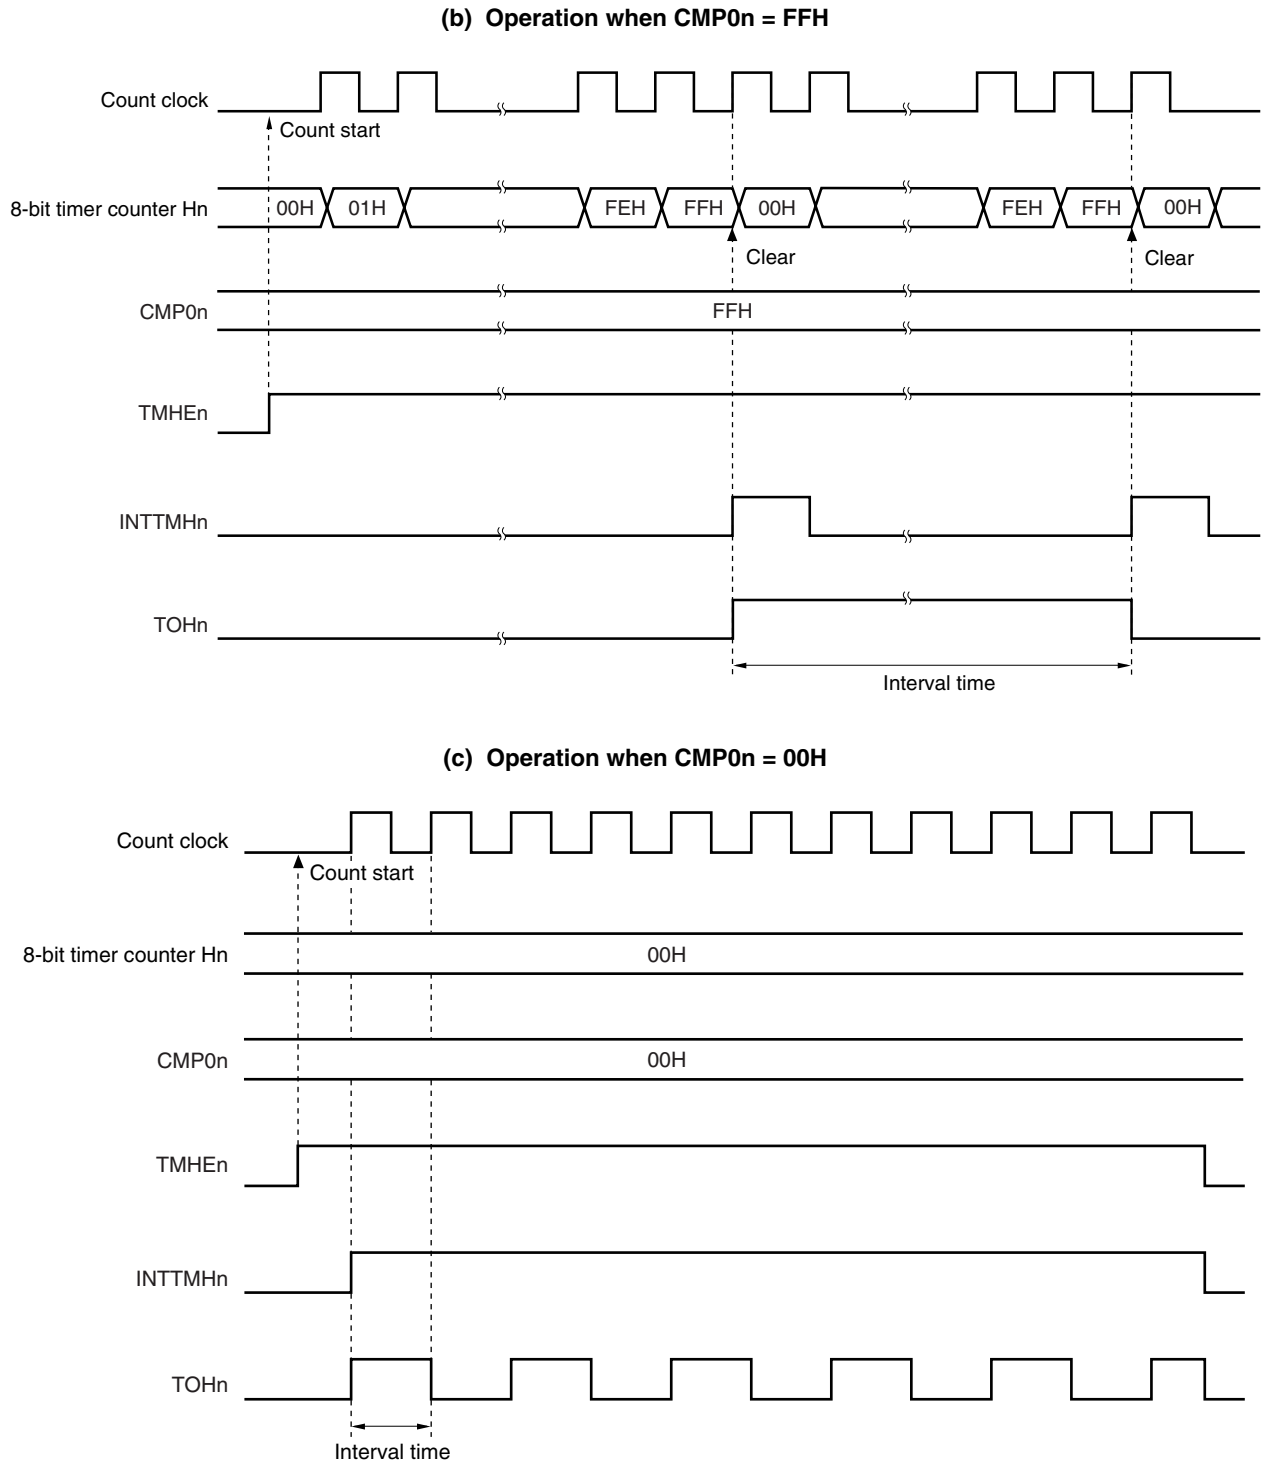 (b) Operation when CMP0n = FFH
Count clock
Count start
8-bit timer counter Hn
00H 01H FEH FFH 00H FEH FFH 00H
Clear Clear
CMP0n
FFH
TMHEn
INTTMHn
TOHn
Interval time
(c) Operation when CMP0n = 00H
Count clock
Count start
8-bit timer counter Hn
00H
CMP0n
00H
TMHEn
INTTMHn
TOHn
Interval time